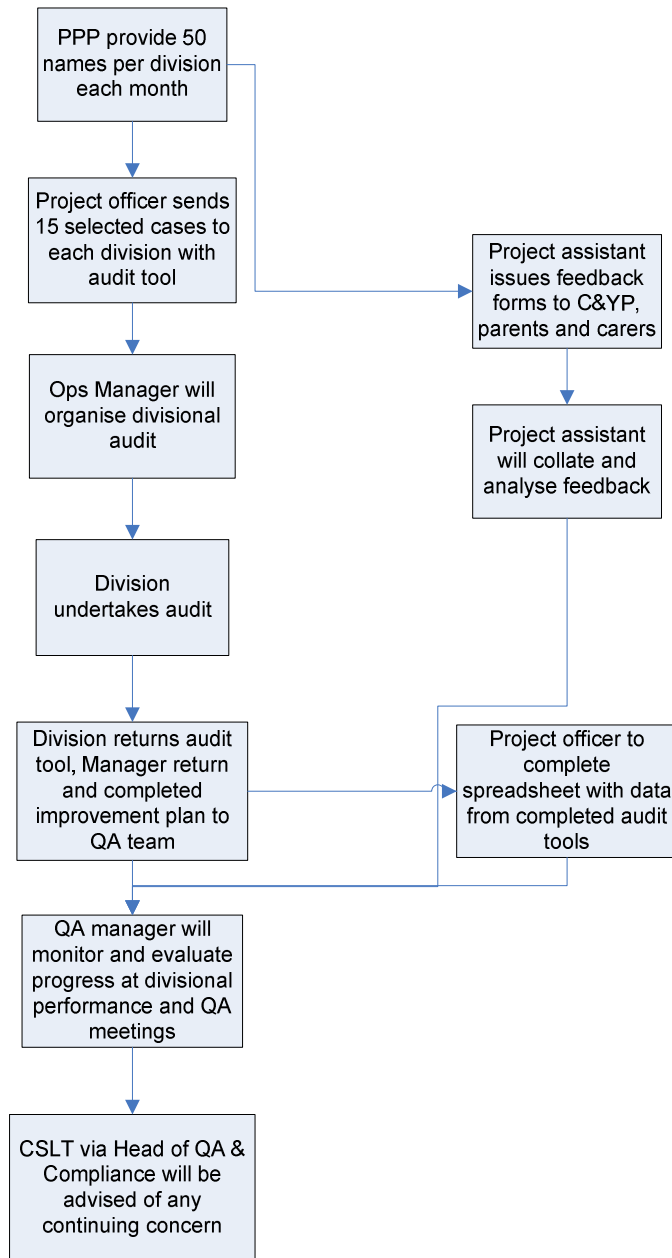 PPP provide 50
names per division
each month
Project officer sends
15 selected cases to
each division with
audit tool
Project assistant
issues feedback
forms to C&YP,
parents and carers
Ops Manager will
organise divisional
audit
Project assistant
will collate and
analyse feedback
Division
undertakes audit
Division returns audit
tool, Manager return
and completed
improvement plan to
QA team
Project officer to
complete
spreadsheet with data
from completed audit
tools
QA manager will
monitor and evaluate
progress at divisional
performance and QA
meetings
CSLT via Head of QA &
Compliance will be
advised of any
continuing concern